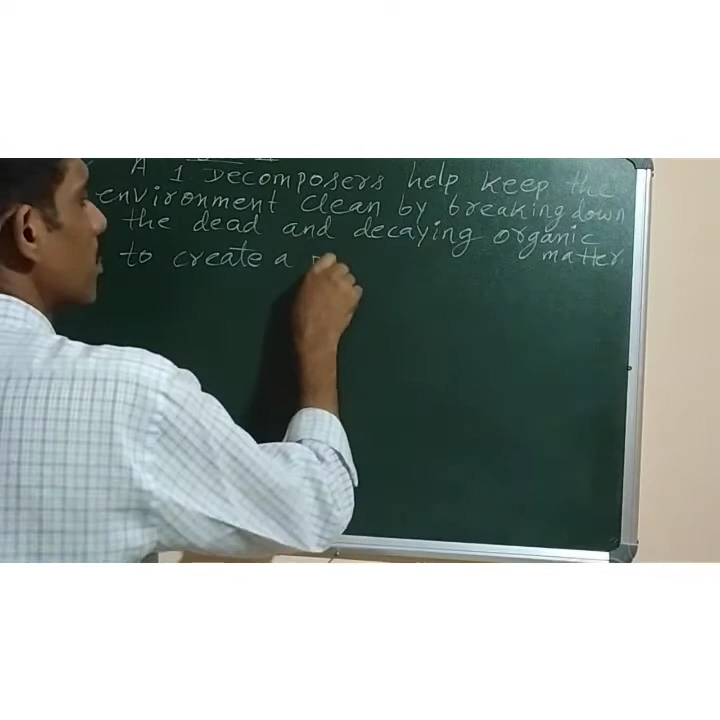 A 1. Decomposers help keep the
environment clean by breaking down
the dead and decaying organic
matter
to create a